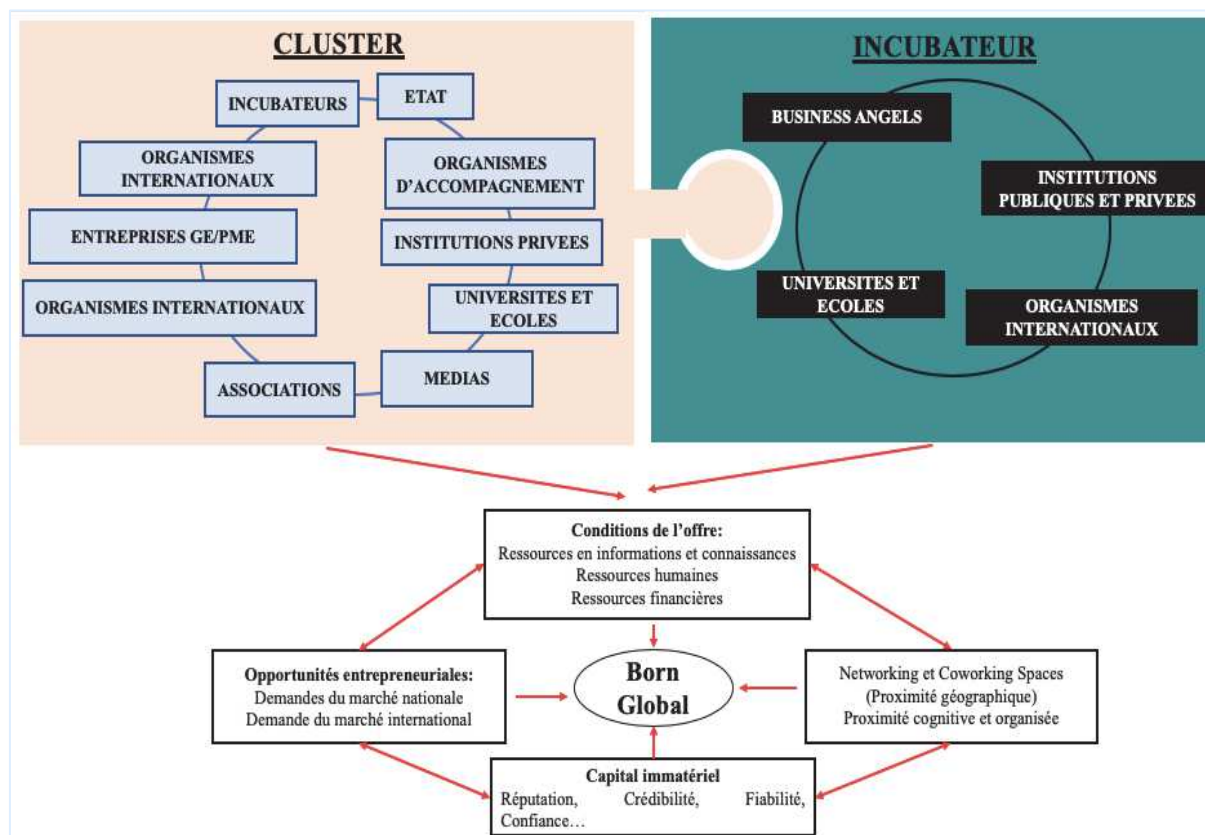 CLUSTER
INCUBATEURS
ETAT
ORGANISMES
INTERNATIONAUX
ORGANISMES
D'ACCOMPAGNEMENT
ENTREPRISES GE/PME
INSTITUTIONS PRIVEES
ORGANISMES INTERNATIONAUX
UNIVERSITES ET
ECOLES
ASSOCIATIONS
MEDIAS
INCUBATEUR
BUSINESS ANGELS
INSTITUTIONS
PUBLIQUES ET PRIVEES
UNIVERSITES ET
ECOLES
ORGANISMES
INTERNATIONAUX
Conditions de l'offre:
Ressources en informations et connaissances
Ressources humaines
Ressources financières
Opportunités entrepreneuriales:
Demandes du marché nationale
Demande du marché international
Born
Global
Networking et Coworking Spaces
(Proximité géographique)
Proximité cognitive et organisée
Capital immatériel
Réputation, Crédibilité, Fiabilité,
Confiance…